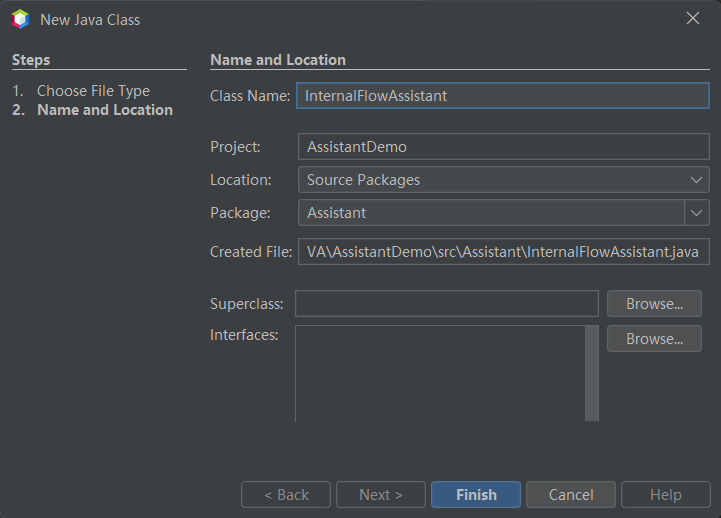 New Java Class
Steps
1. Choose File Type
2. Name and Location
Name and Location
Class Name: InternalFlowAssistant
Project: AssistantDemo
Location: Source Packages
Package: Assistant
Created File: VA\AssistantDemo\src\Assistant\InternalFlowAssistant.java
Superclass: Browse...
Interfaces: Browse...
< Back Next > Finish Cancel Help